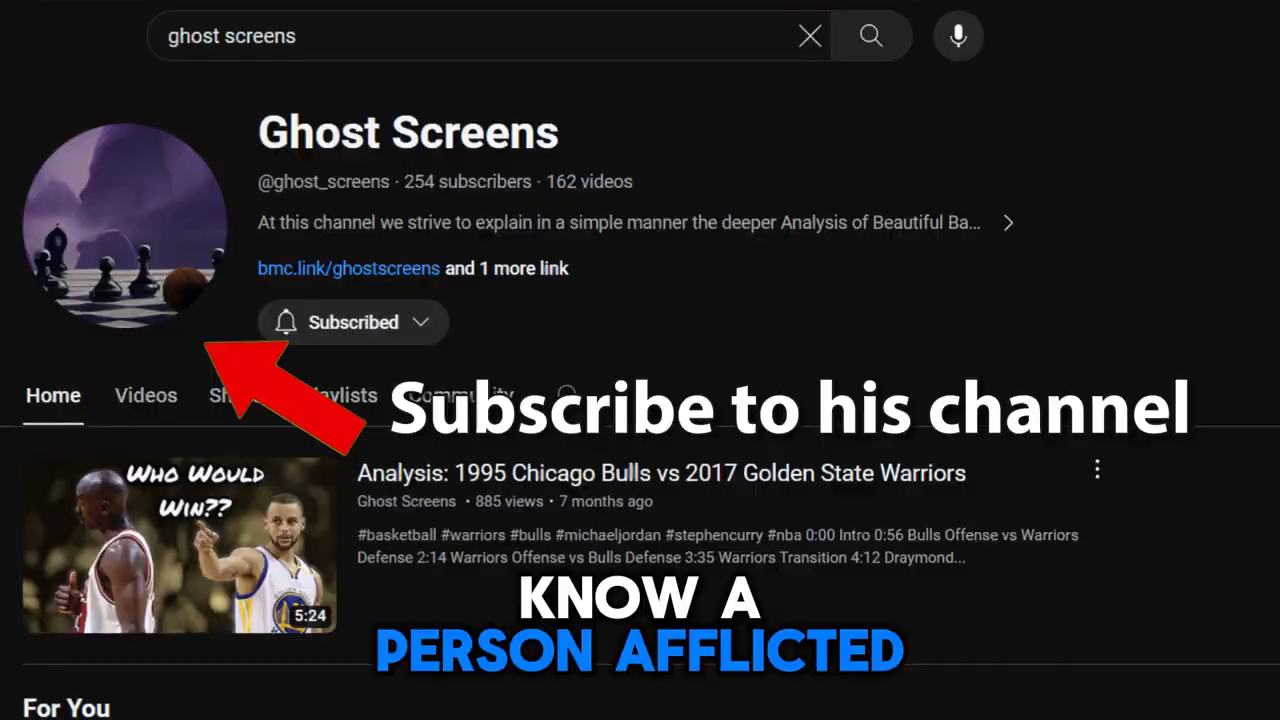 ghost screens
Ghost Screens
@ghost_screens · 254 subscribers · 162 videos
At this channel we strive to explain in a simple manner the deeper Analysis of Beautiful Ba...
bmc.link/ghostscreens and 1 more link
Subscribed
Home Videos
Subscribe to his channel
WHO WOULD
WIN??
5:24
Analysis: 1995 Chicago Bulls vs 2017 Golden State Warriors
Ghost Screens • 885 views • 7 months ago
#basketball #warriors #bulls #michaeljordan #stephencurry #nba 0:00 Intro 0:56 Bulls Offense vs Warriors
Defense 2:14 Warriors Offense vs Bulls Defense 3:35 Warriors Transition 4:12 Draymond...
KNOW A
PERSON AFFLICTED
For You